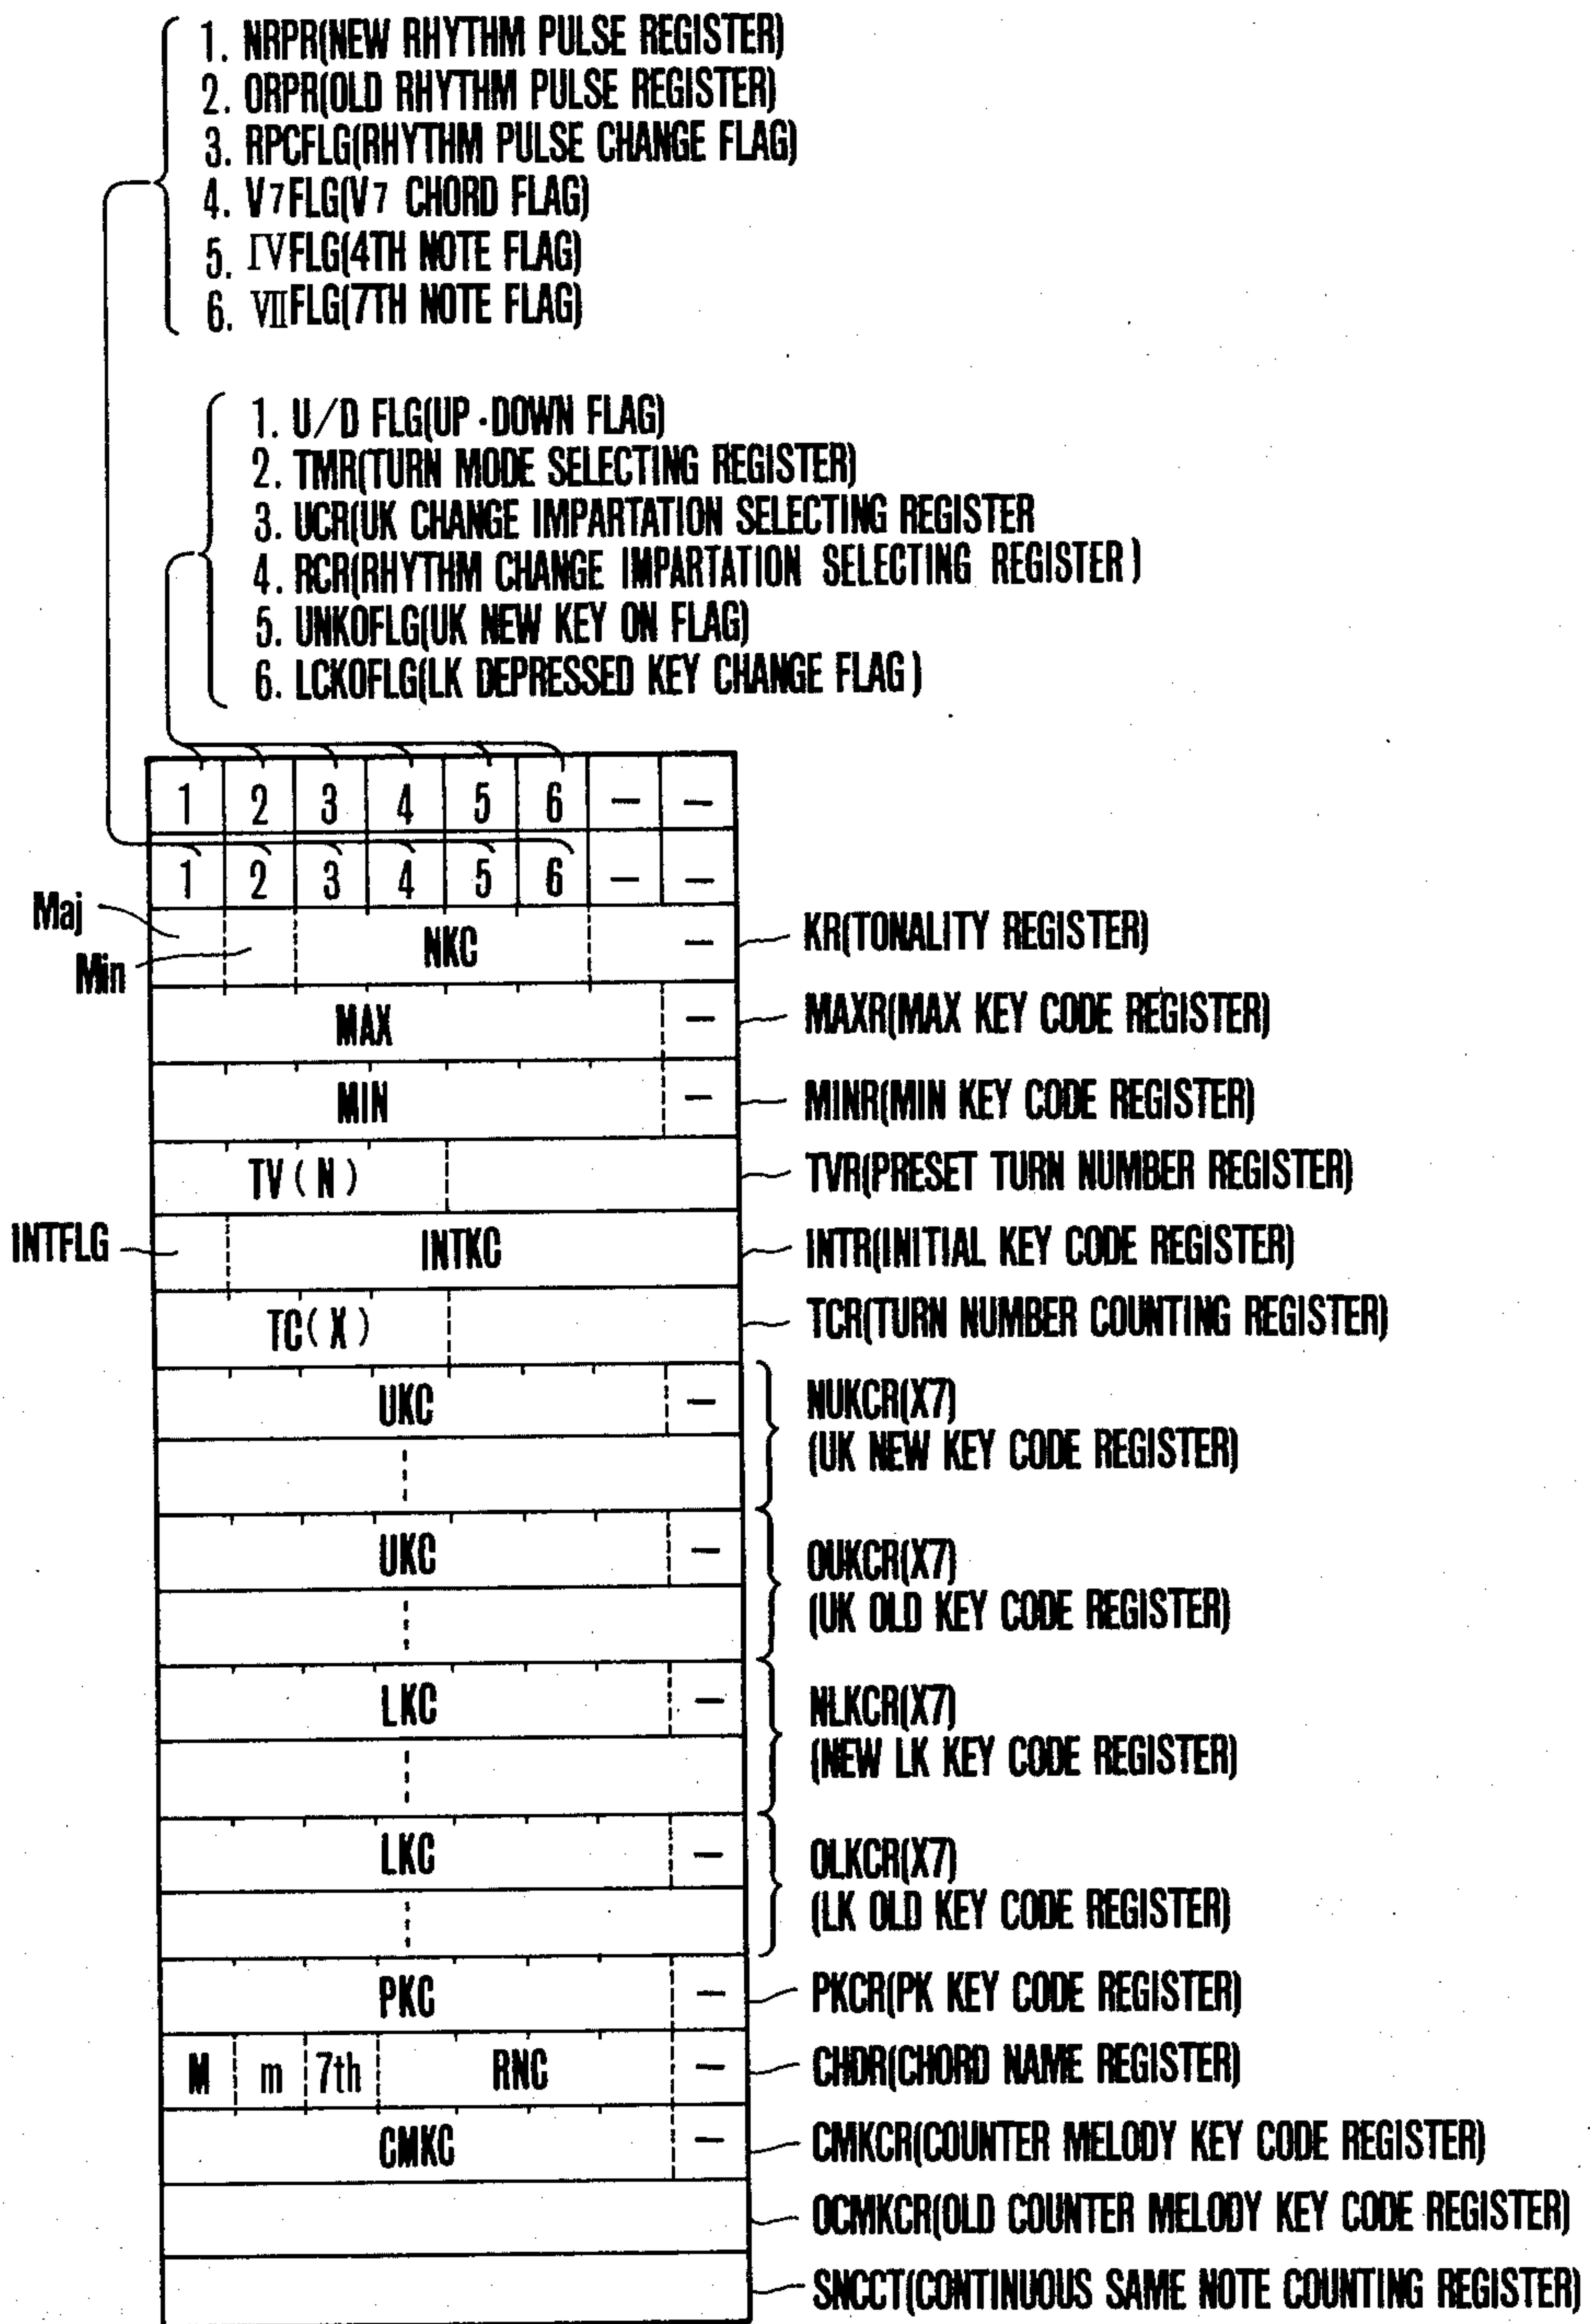 1. NRPR(NEW RHYTHM PULSE REGISTER)
2. ORPR(OLD RHYTHM PULSE REGISTER)
3. RPCFLG(RHYTHM PULSE CHANGE FLAG)
4. V7FLG(V7 CHORD FLAG)
5. IVFLG(4TH NOTE FLAG)
6. VIIFLG(7TH NOTE FLAG)
1. U/D FLG(UP·DOWN FLAG)
2. TMR(TURN MODE SELECTING REGISTER)
3. UCR(UK CHANGE IMPARTATION SELECTING REGISTER
4. RCR(RHYTHM CHANGE IMPARTATION SELECTING REGISTER)
5. UNKOFLG(UK NEW KEY ON FLAG)
6. LCKOFLG(LK DEPRESSED KEY CHANGE FLAG)
1 2 3 4 5 6 — —
1 2 3 4 5 6 — —
Maj
Min
NKC — KR(TONALITY REGISTER)
MAX — MAXR(MAX KEY CODE REGISTER)
MIN — MINR(MIN KEY CODE REGISTER)
TV(N) TVR(PRESET TURN NUMBER REGISTER)
INTFLG INTKC INTR(INITIAL KEY CODE REGISTER)
TC(X) TCR(TURN NUMBER COUNTING REGISTER)
UKC — NUKCR(X7)
(UK NEW KEY CODE REGISTER)
UKC — OUKCR(X7)
(UK OLD KEY CODE REGISTER)
LKC — NLKCR(X7)
(NEW LK KEY CODE REGISTER)
LKC — OLKCR(X7)
(LK OLD KEY CODE REGISTER)
PKC — PKCR(PK KEY CODE REGISTER)
M m 7th RNC — CHDR(CHORD NAME REGISTER)
CMKC — CMKCR(COUNTER MELODY KEY CODE REGISTER)
OCMKCR(OLD COUNTER MELODY KEY CODE REGISTER)
SNCCT(CONTINUOUS SAME NOTE COUNTING REGISTER)